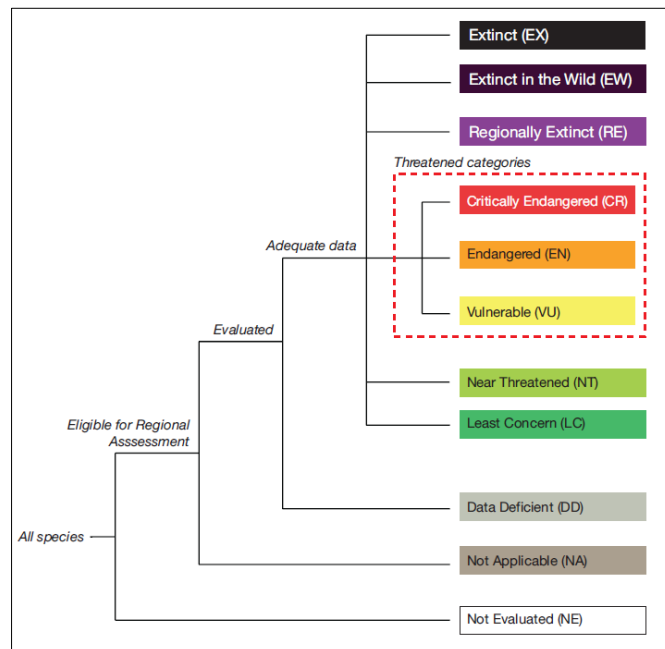 Extinct (EX)
Extinct in the Wild (EW)
Regionally Extinct (RE)
Threatened categories
Critically Endangered (CR)
Adequate data
Endangered (EN)
Vulnerable (VU)
Evaluated
Near Threatened (NT)
Eligible for Regional
Asssessment
Least Concern (LC)
Data Deficient (DD)
All species
Not Applicable (NA)
Not Evaluated (NE)